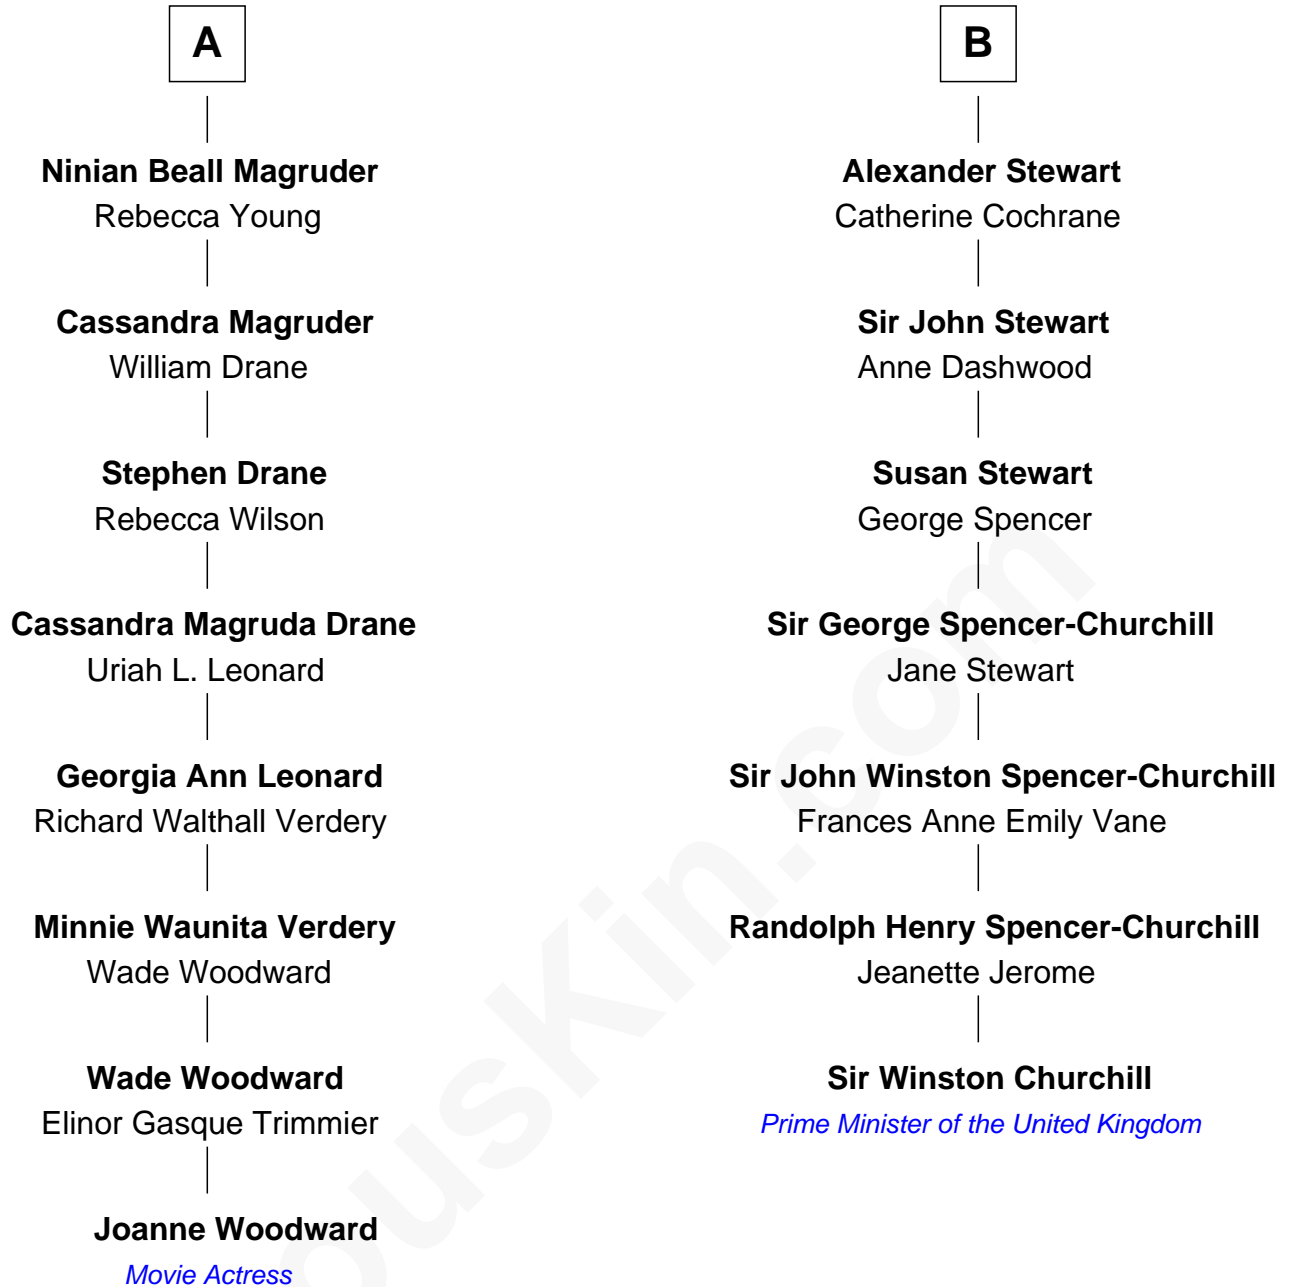 A
Ninian Beall Magruder
Rebecca Young
Cassandra Magruder
William Drane
Stephen Drane
Rebecca Wilson
Cassandra Magruda Drane
Uriah L. Leonard
Georgia Ann Leonard
Richard Walthall Verdery
Minnie Waunita Verdery
Wade Woodward
Wade Woodward
Elinor Gasque Trimmier
Joanne Woodward
Movie Actress
B
Alexander Stewart
Catherine Cochrane
Sir John Stewart
Anne Dashwood
Susan Stewart
George Spencer
Sir George Spencer-Churchill
Jane Stewart
Sir John Winston Spencer-Churchill
Frances Anne Emily Vane
Randolph Henry Spencer-Churchill
Jeanette Jerome
Sir Winston Churchill
Prime Minister of the United Kingdom
ousKin.com